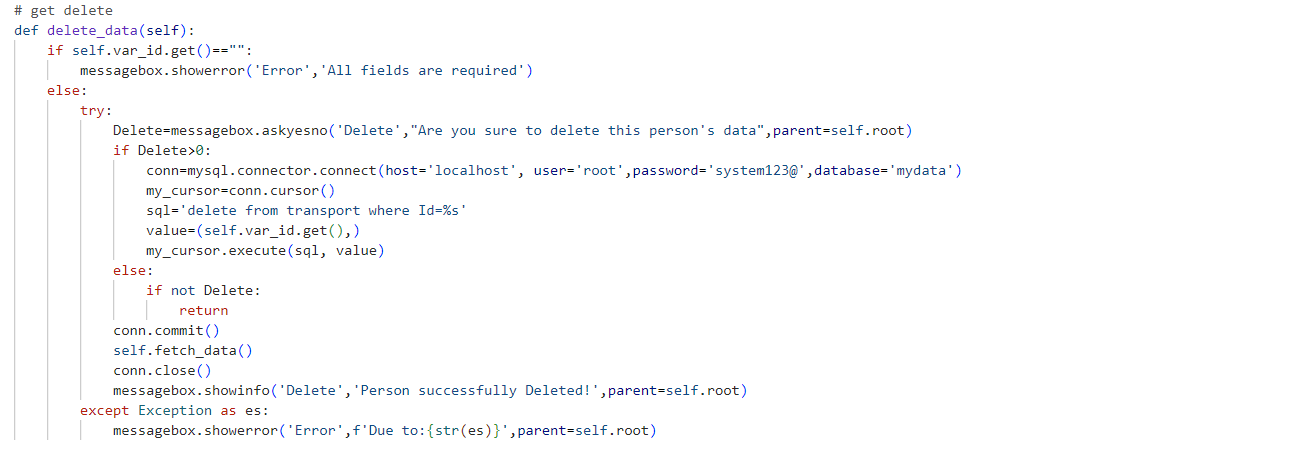 # get delete
def delete_data(self):
    if self.var_id.get()=="":
        messagebox.showerror('Error','All fields are required')
    else:
        try:
            Delete=messagebox.askyesno('Delete',"Are you sure to delete this person's data",parent=self.root)
            if Delete>0:
                conn=mysql.connector.connect(host='localhost', user='root',password='system123@',database='mydata')
                my_cursor=conn.cursor()
                sql='delete from transport where Id=%s'
                value=(self.var_id.get(),)
                my_cursor.execute(sql, value)
            else:
                if not Delete:
                    return
            conn.commit()
            self.fetch_data()
            conn.close()
            messagebox.showinfo('Delete','Person successfully Deleted!',parent=self.root)
        except Exception as es:
            messagebox.showerror('Error',f'Due to:{str(es)}',parent=self.root)